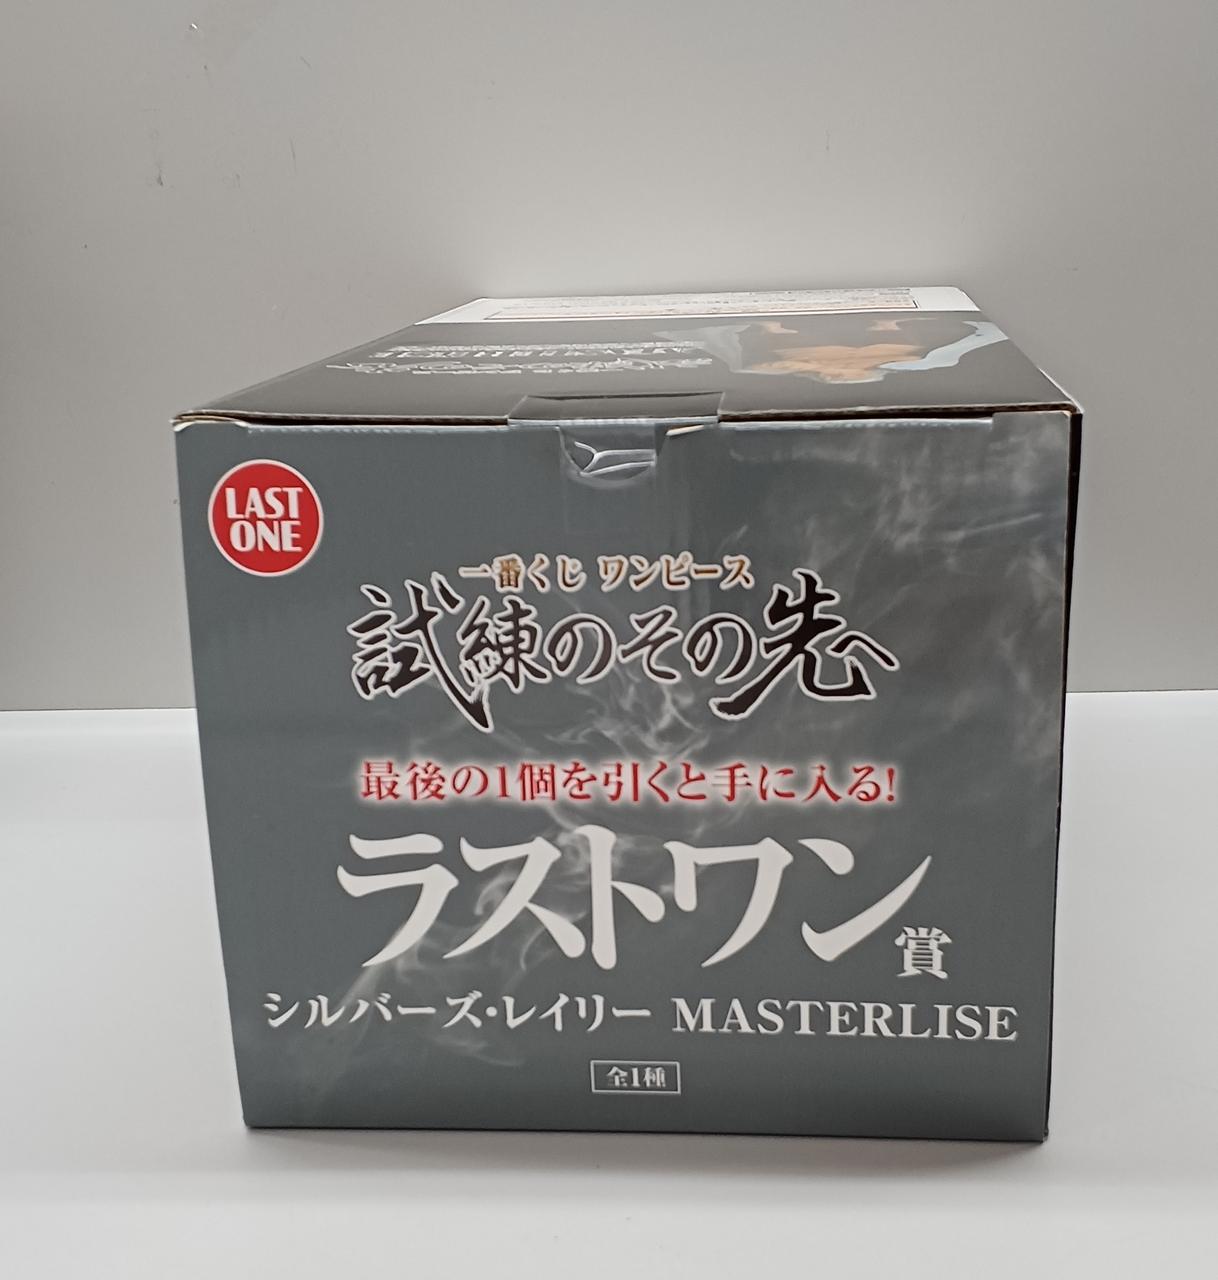 LAST
ONE
一番くじ ワンピース
試練のその先へ
最後の1個を引くと手に入る!
ラストワン賞
シルバーズ・レイリー MASTERLISE
全1種